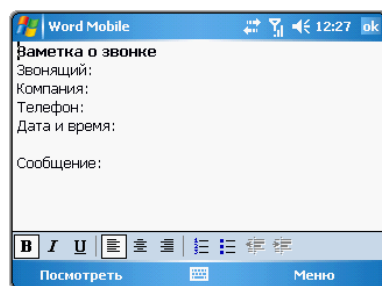 Word Mobile 12:27 ok
Заметка о звонке
Звонящий:
Компания:
Телефон:
Дата и время:
Сообщение:
B I U
Посмотреть Меню